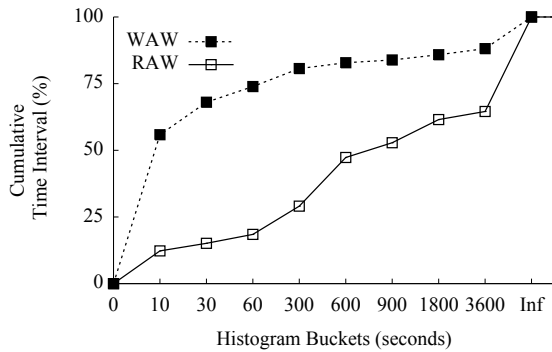 100
WAW
RAW
75
50
25
0
Cumulative
Time Interval (%)
0 10 30 60 300 600 900 1800 3600 Inf
Histogram Buckets (seconds)